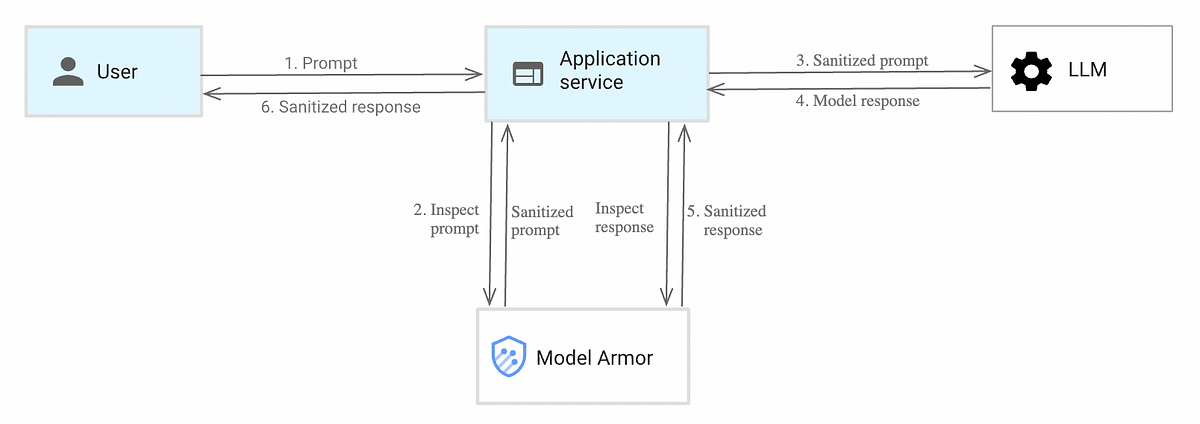 User
1. Prompt
6. Sanitized response
Application
service
3. Sanitized prompt
4. Model response
LLM
2. Inspect
prompt
Sanitized
prompt
Inspect
response
5. Sanitized
response
Model Armor